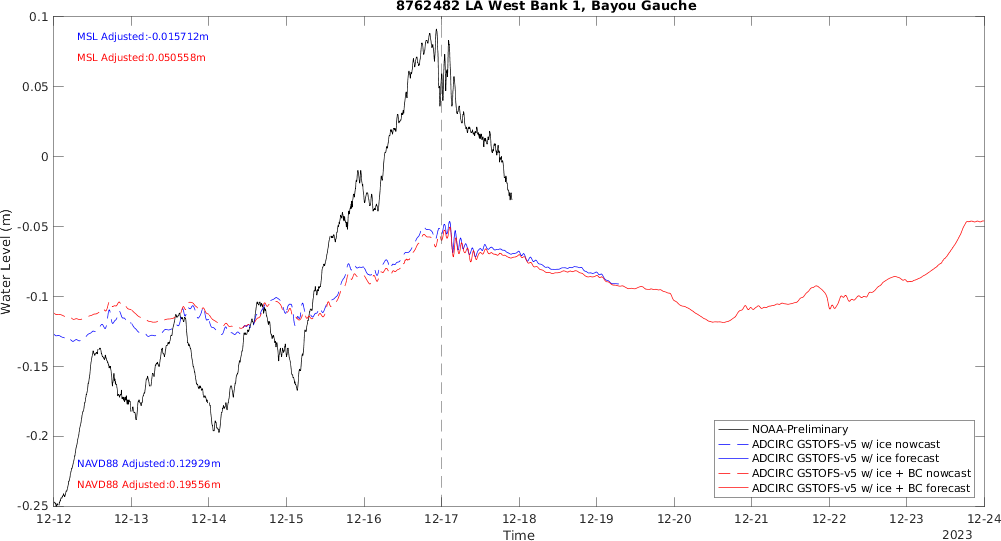 8762482 LA West Bank 1, Bayou Gauche
MSL Adjusted:-0.015712m
MSL Adjusted:0.050558m
0.1
0.05
0
-0.05
-0.1
-0.15
-0.2
-0.25
Water Level (m)
NAVD88 Adjusted:0.12929m
NAVD88 Adjusted:0.19556m
NOAA-Preliminary
ADCIRC GSTOFS-v5 w/ ice nowcast
ADCIRC GSTOFS-v5 w/ ice forecast
ADCIRC GSTOFS-v5 w/ ice + BC nowcast
ADCIRC GSTOFS-v5 w/ ice + BC forecast
12-12 12-13 12-14 12-15 12-16 12-17 12-18 12-19 12-20 12-21 12-22 12-23 12-24
Time
2023